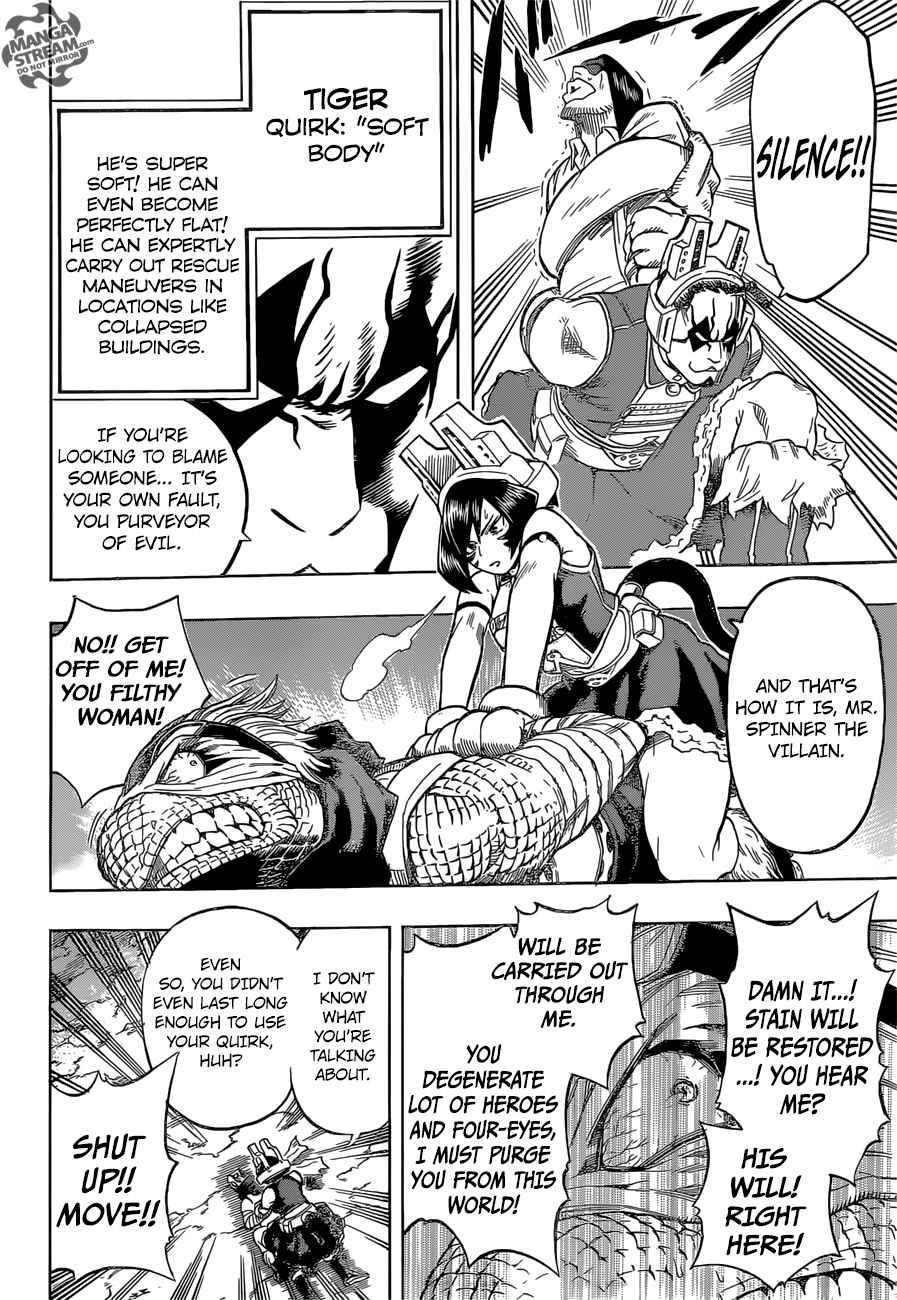 MANGA
STREAM.com
DO NOT MIRROR
SILENCE!!
TIGER
QUIRK: "SOFT
BODY"
HE'S SUPER
SOFT! HE CAN
EVEN BECOME
PERFECTLY FLAT!
HE CAN EXPERTLY
CARRY OUT RESCUE
MANEUVERS IN
LOCATIONS LIKE
COLLAPSED
BUILDINGS.
IF YOU'RE
LOOKING TO BLAME
SOMEONE... IT'S
YOUR OWN FAULT,
YOU PURVEYOR
OF EVIL.
AND THAT'S
HOW IT IS, MR.
SPINNER THE
VILLAIN.
NO!! GET
OFF OF ME!
YOU FILTHY
WOMAN!
DAMN IT...!
STAIN WILL
BE RESTORED
...! YOU HEAR
ME?
HIS
WILL!
RIGHT
HERE!
WILL BE
CARRIED OUT
THROUGH
ME.
YOU
DEGENERATE
LOT OF HEROES
AND FOUR-EYES,
I MUST PURGE
YOU FROM THIS
WORLD!
I DON'T
KNOW
WHAT
YOU'RE
TALKING
ABOUT.
EVEN
SO, YOU DIDN'T
EVEN LAST LONG
ENOUGH TO USE
YOUR QUIRK,
HUH?
SHUT
UP!!
MOVE!!